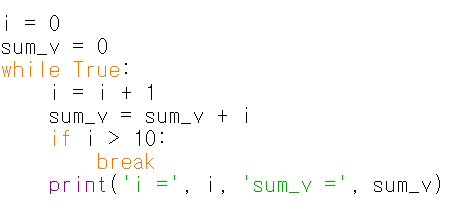 i = 0
sum_v = 0
while True:
    i = i + 1
    sum_v = sum_v + i
    if i > 10:
        break
    print('i =', i, 'sum_v =', sum_v)